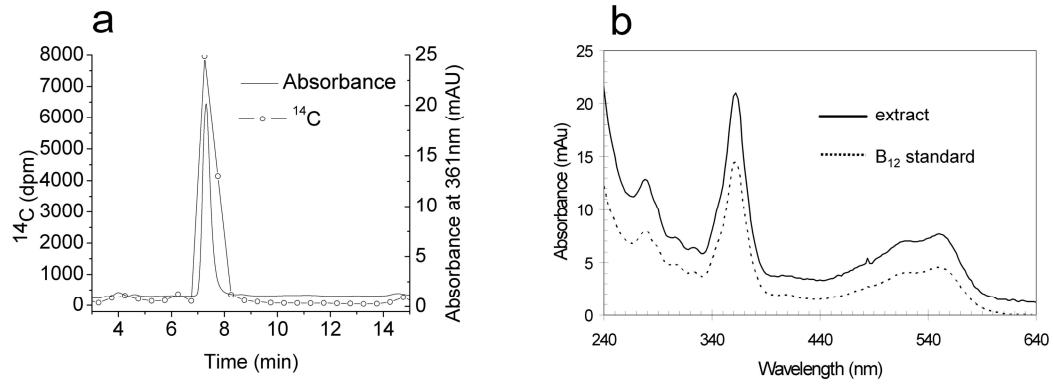 a
8000
7000
6000
5000
4000
3000
2000
1000
0
¹⁴C (dpm)
Absorbance
¹⁴C
25
20
15
10
5
0
Absorbance at 361nm (mAU)
4
6
8
10
12
14
Time (min)
b
25
20
15
10
5
0
Absorbance (mAu)
extract
B₁₂ standard
240
340
440
540
640
Wavelength (nm)